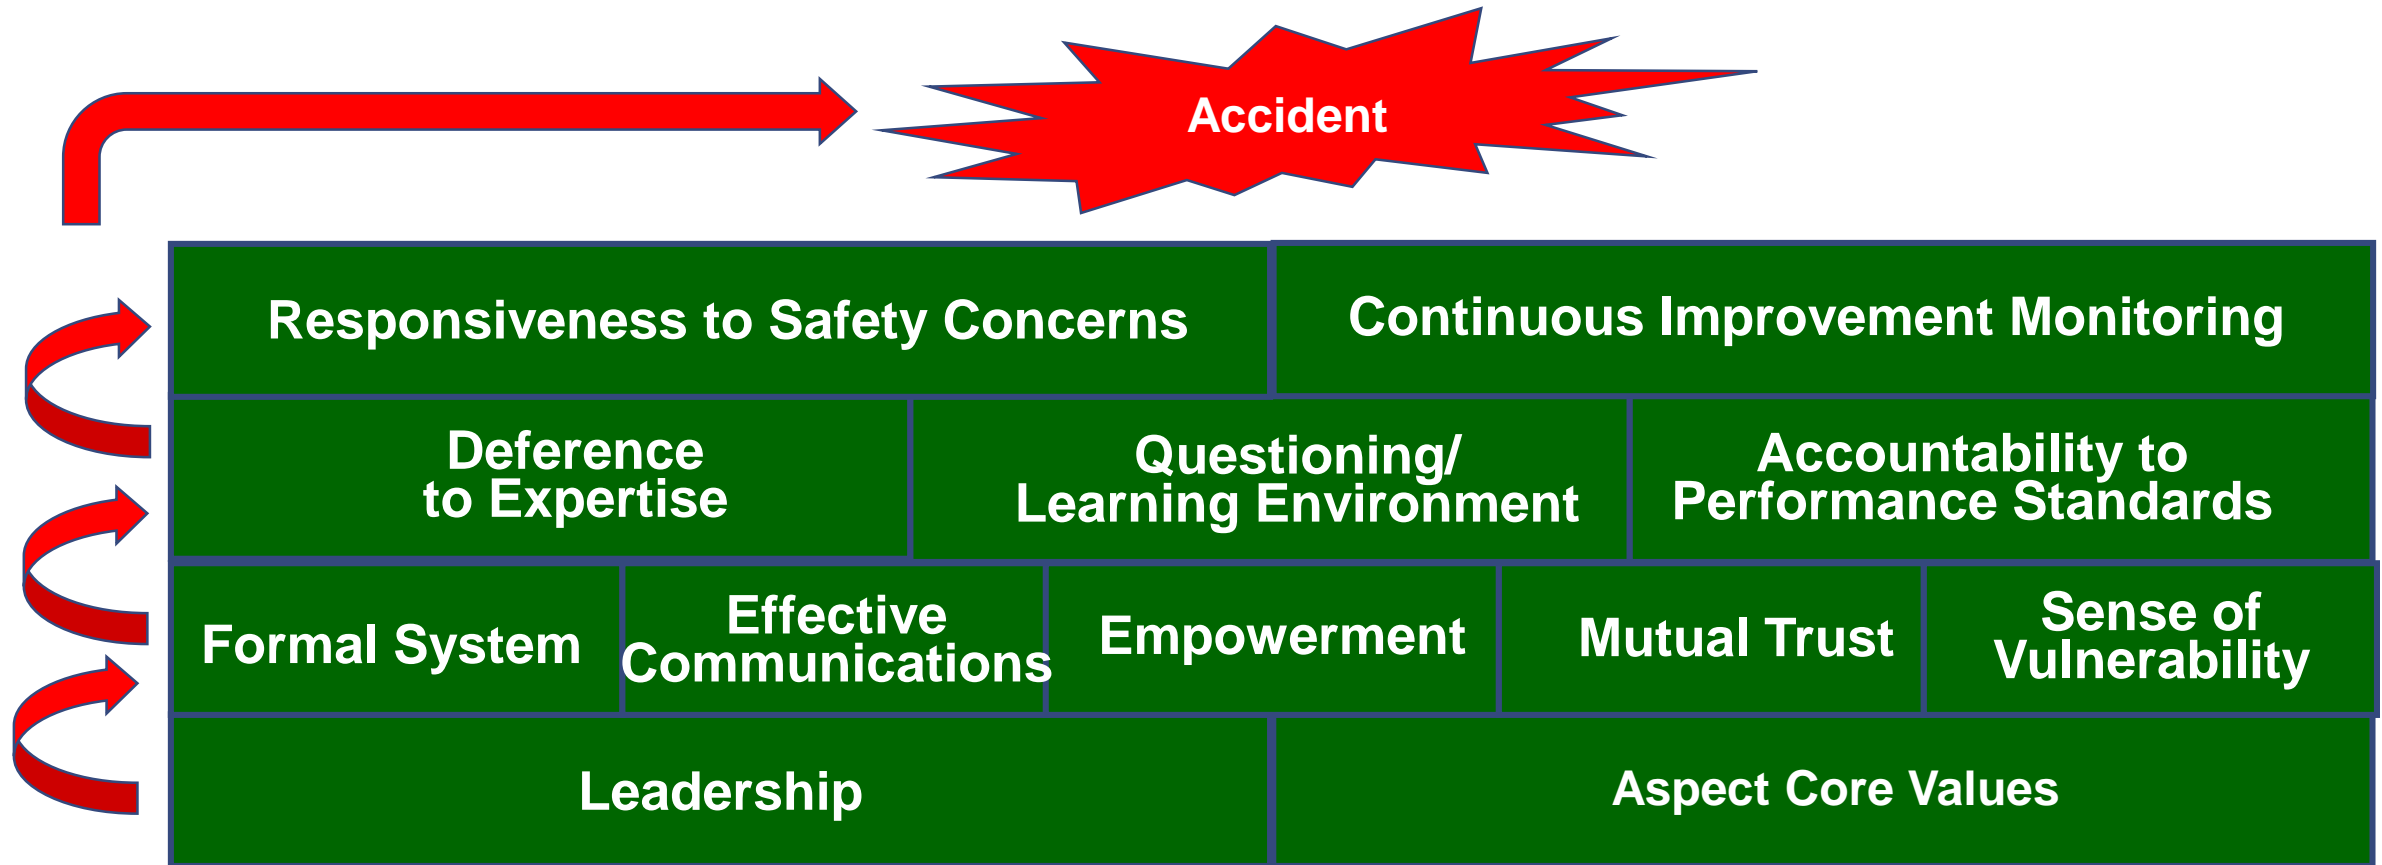 Accident
Responsiveness to Safety Concerns
Continuous Improvement Monitoring
Deference
to Expertise
Questioning/
Learning Environment
Accountability to
Performance Standards
Formal System
Effective
Communications
Empowerment
Mutual Trust
Sense of
Vulnerability
Leadership
Aspect Core Values